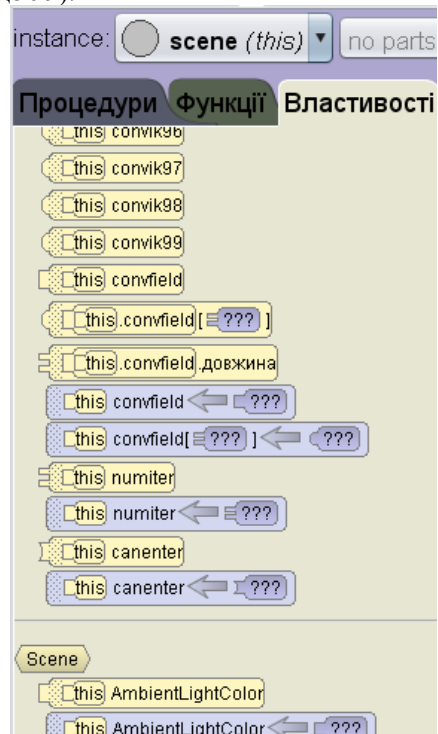 instance: scene (this) no parts
Процедури Функції Властивості
this convik96
this convik97
this convik98
this convik99
this convfield
this.convfield[ ??? ]
this.convfield.довжина
this convfield ???
this convfield[ ??? ] ???
this numiter
this numiter ???
this canenter
this canenter ???
Scene
this AmbientLightColor
this AmbientLightColor ???